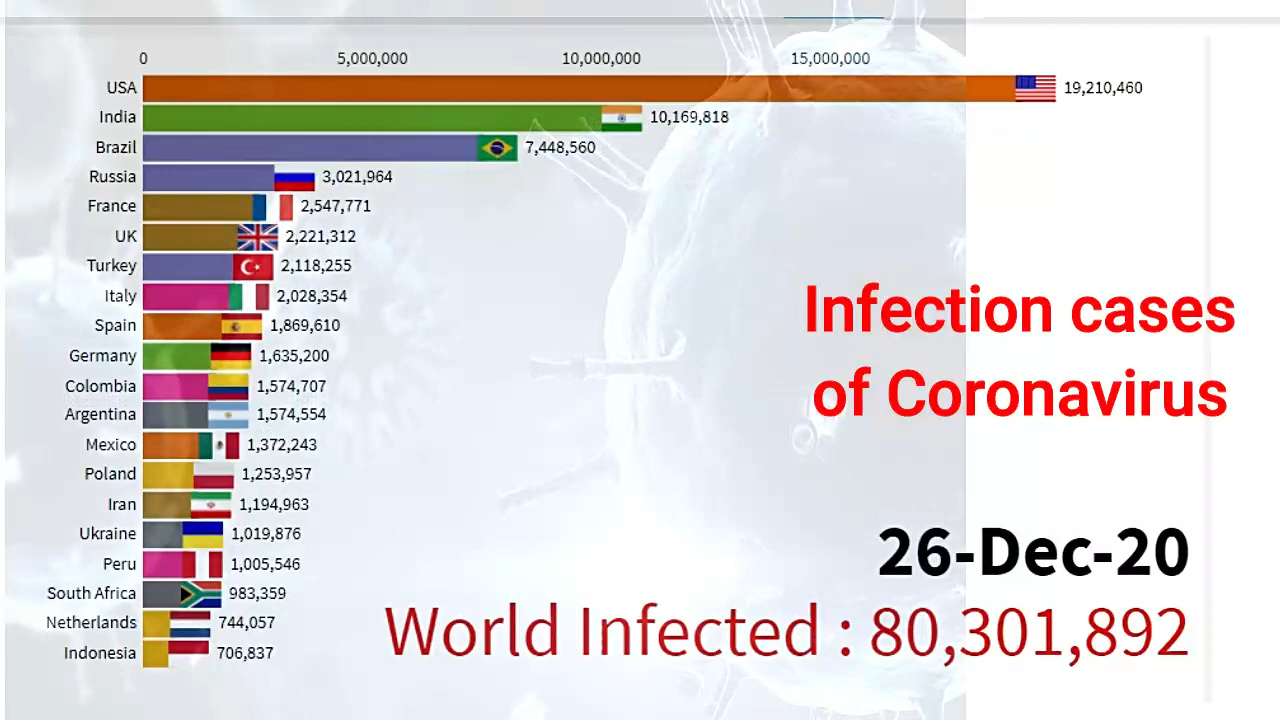 0 5,000,000 10,000,000 15,000,000
USA 19,210,460
India 10,169,818
Brazil 7,448,560
Russia 3,021,964
France 2,547,771
UK 2,221,312
Turkey 2,118,255
Italy 2,028,354
Spain 1,869,610
Germany 1,635,200
Colombia 1,574,707
Argentina 1,574,554
Mexico 1,372,243
Poland 1,253,957
Iran 1,194,963
Ukraine 1,019,876
Peru 1,005,546
South Africa 983,359
Netherlands 744,057
Indonesia 706,837
Infection cases
of Coronavirus
26-Dec-20
World Infected : 80,301,892